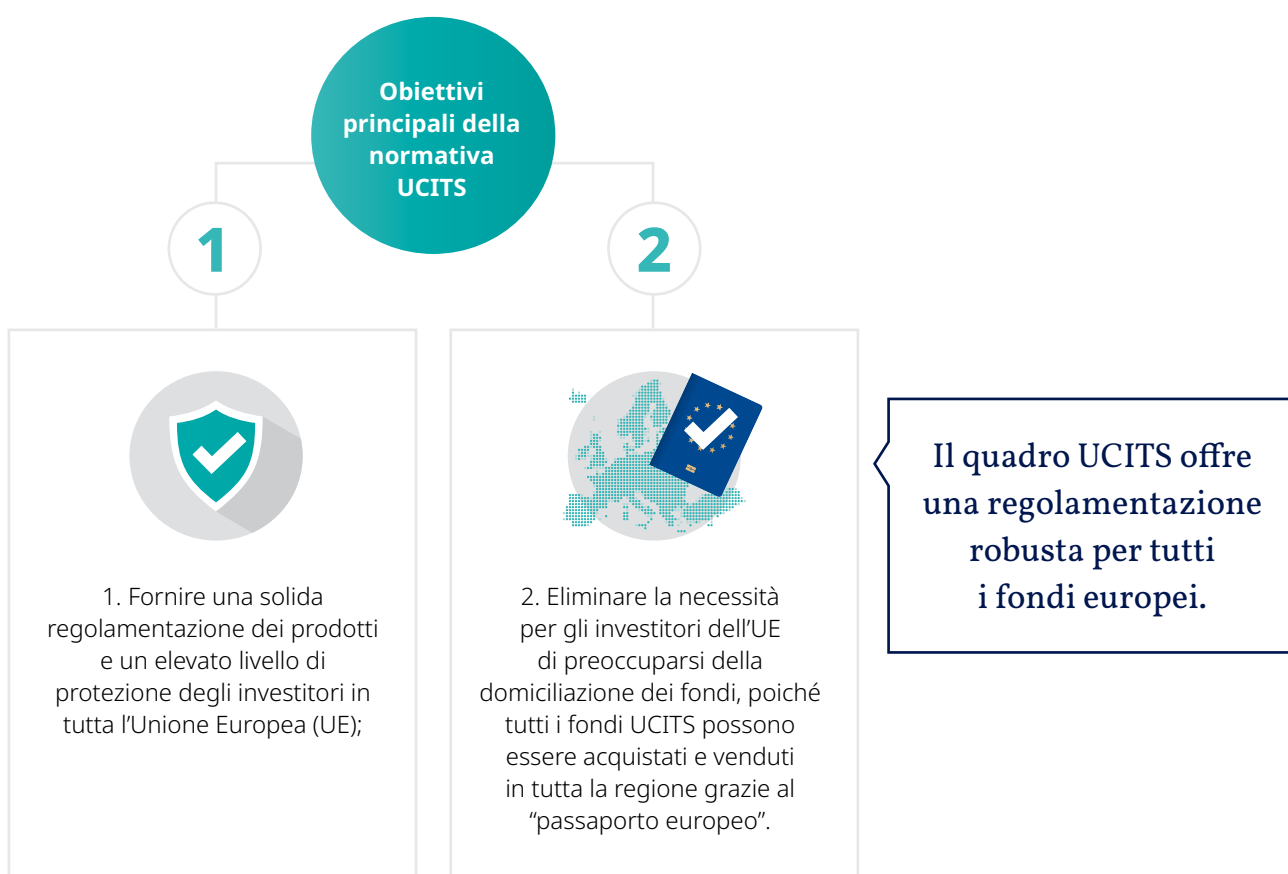 Obiettivi
principali della
normativa
UCITS
1
2
1. Fornire una solida
regolamentazione dei prodotti
e un elevato livello di
protezione degli investitori in
tutta l’Unione Europea (UE);
2. Eliminare la necessità
per gli investitori dell’UE
di preoccuparsi della
domiciliazione dei fondi, poiché
tutti i fondi UCITS possono
essere acquistati e venduti
in tutta la regione grazie al
“passaporto europeo”.
Il quadro UCITS offre
una regolamentazione
robusta per tutti
i fondi europei.